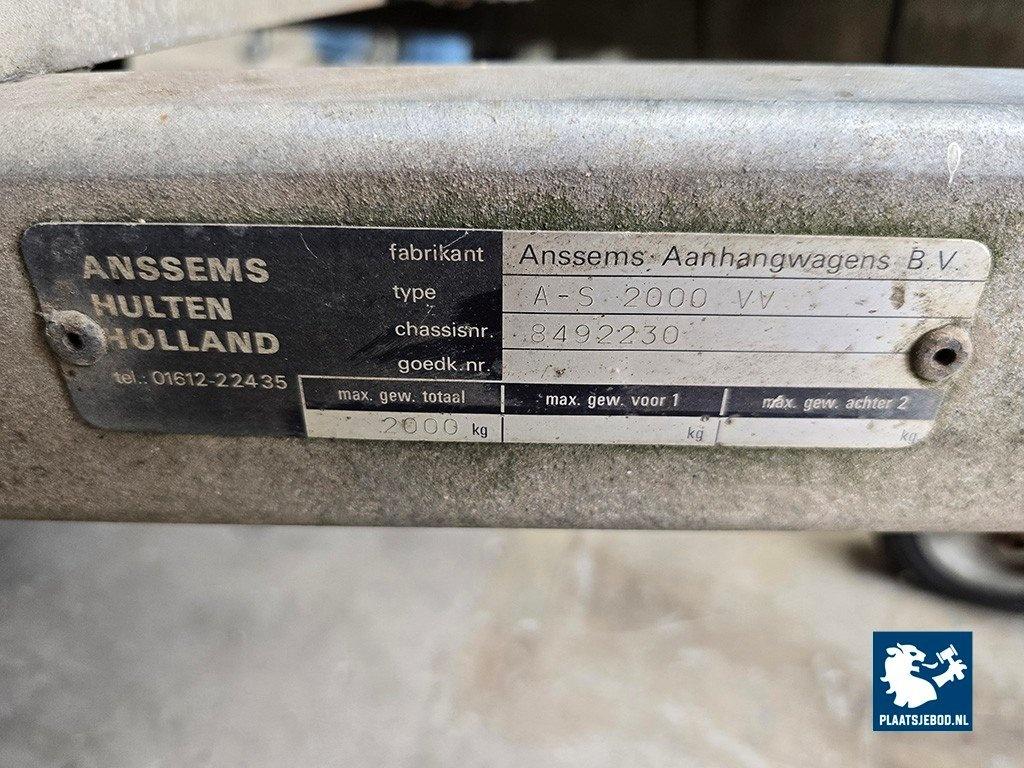 ANSSEMS
HULTEN
HOLLAND
tel.: 01612-22435
fabrikant Anssems Aanhangwagens B.V.
type A-S 2000 VV
chassisnr. 8492230
goedk.nr.
max. gew. totaal max. gew. voor 1 max. gew. achter 2
2000 kg kg kg
PLAATSJEBOD.NL